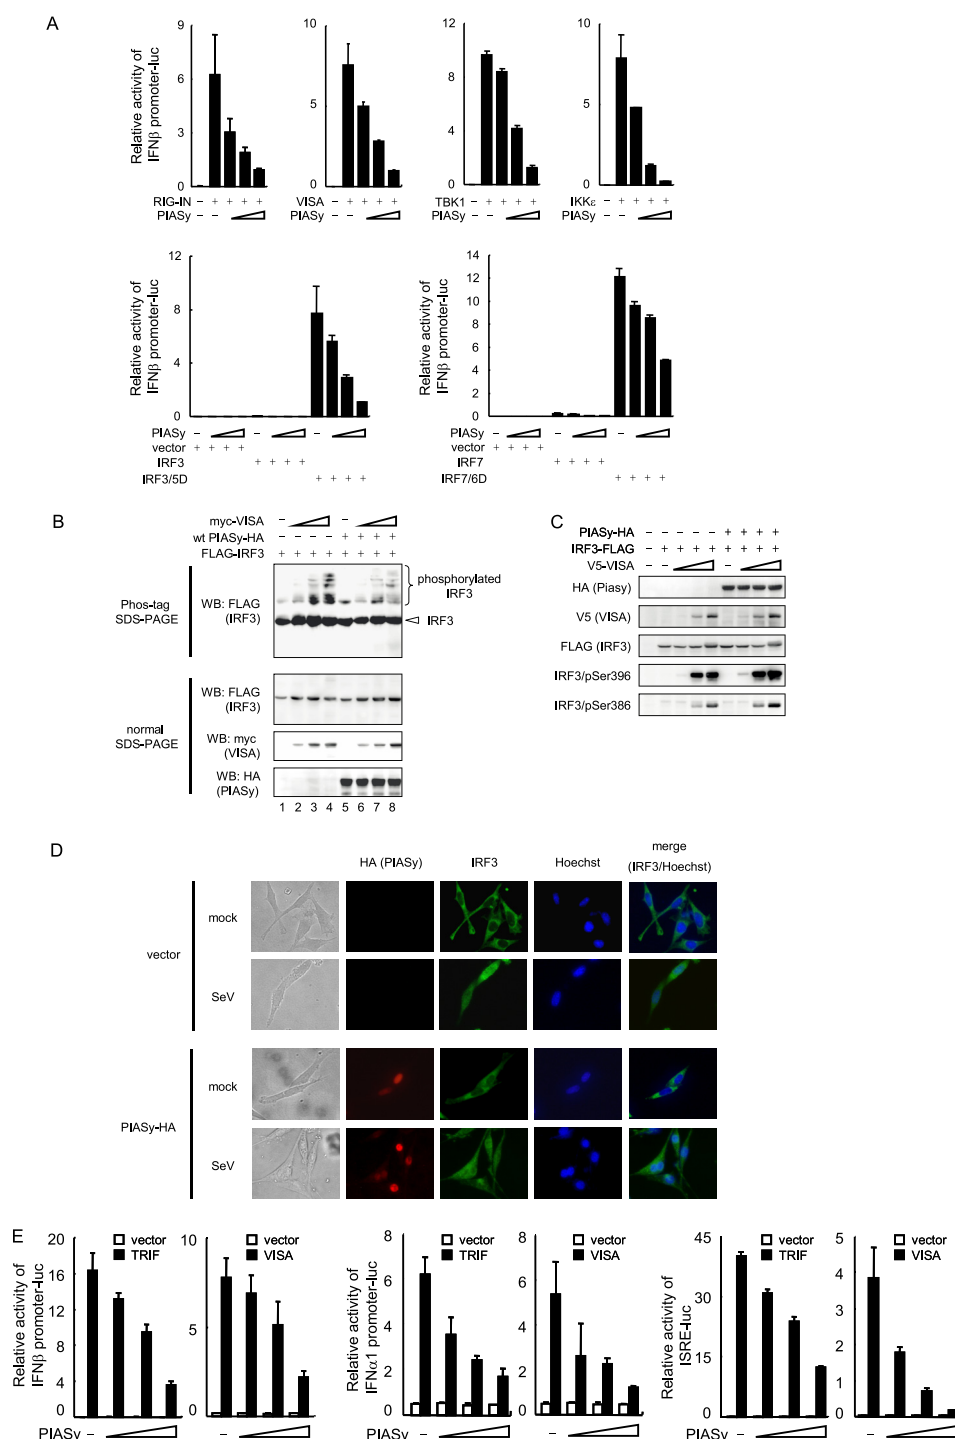 A
Relative activity of
IFNβ promoter-luc
9
6
3
0
10
5
0
12
8
4
0
10
5
0
RIG-IN - + + + +
PIASy -
VISA - + + + +
PIASy -
TBK1 - + + + +
PIASy -
IKKε - + + + +
PIASy -
Relative activity of
IFNβ promoter-luc
12
8
4
0
PIASy - - -
vector + + + +
IRF3 + + + +
IRF3/5D + + + +
Relative activity of
IFNβ promoter-luc
14
12
10
8
6
4
2
0
PIASy - - -
vector + + + +
IRF7 + + + +
IRF7/6D + + + +
B
myc-VISA - -
wt PIASy-HA + + + +
FLAG-IRF3 + + + + + + + +
Phos-tag
SDS-PAGE
WB: FLAG
(IRF3)
phosphorylated
IRF3
IRF3
normal
SDS-PAGE
WB: FLAG
(IRF3)
WB: myc
(VISA)
WB: HA
(PIASy)
1 2 3 4 5 6 7 8
C
PIASy-HA - - - - - + + + +
IRF3-FLAG - + + + + + + + +
V5-VISA - - -
HA (Piasy)
V5 (VISA)
FLAG (IRF3)
IRF3/pSer396
IRF3/pSer386
D
HA (PIASy) IRF3 Hoechst merge
(IRF3/Hoechst)
vector
mock
SeV
PIASy-HA
mock
SeV
E
Relative activity of
IFNβ promoter-luc
20
16
12
8
4
0
vector
TRIF
10
5
0
vector
VISA
PIASy - -
Relative activity of
IFNα1 promoter-luc
8
6
4
2
0
vector
TRIF
8
6
4
2
0
vector
VISA
PIASy - -
Relative activity of
ISRE-luc
45
30
15
0
vector
TRIF
5
4
3
2
1
0
vector
VISA
PIASy - -